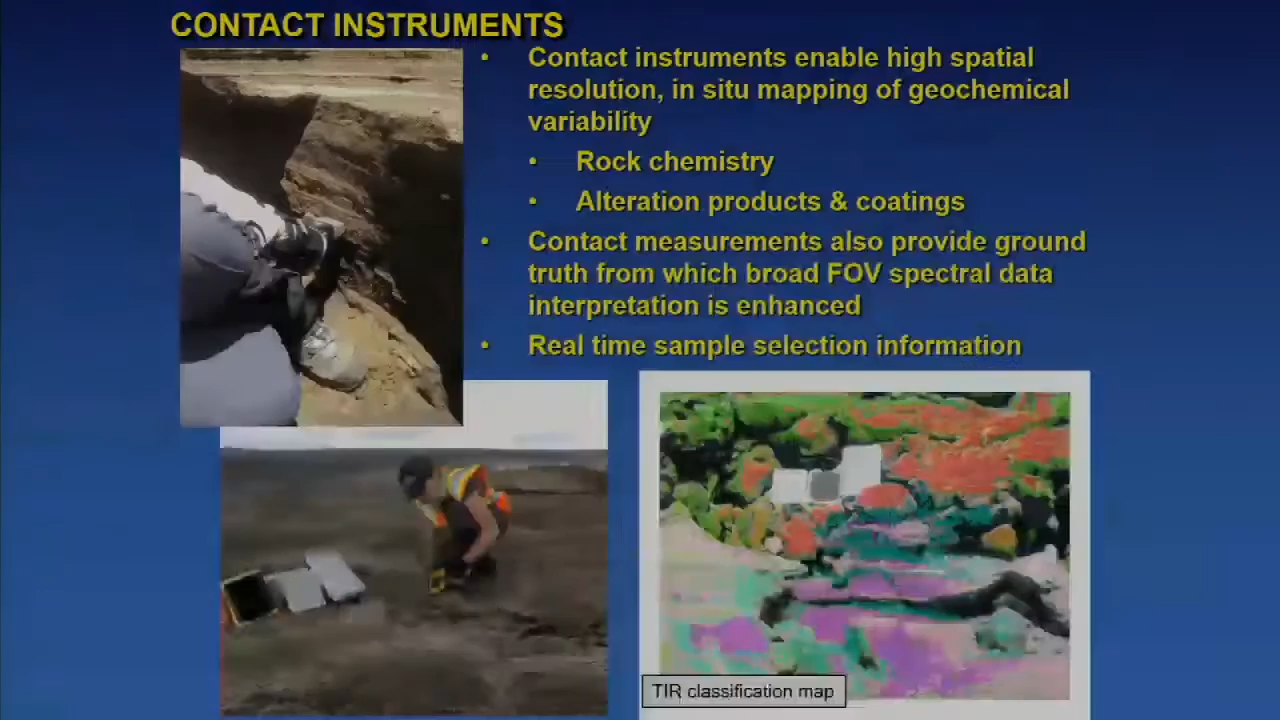 CONTACT INSTRUMENTS
• Contact instruments enable high spatial
resolution, in situ mapping of geochemical
variability
• Rock chemistry
• Alteration products & coatings
• Contact measurements also provide ground
truth from which broad FOV spectral data
interpretation is enhanced
• Real time sample selection information
TIR classification map